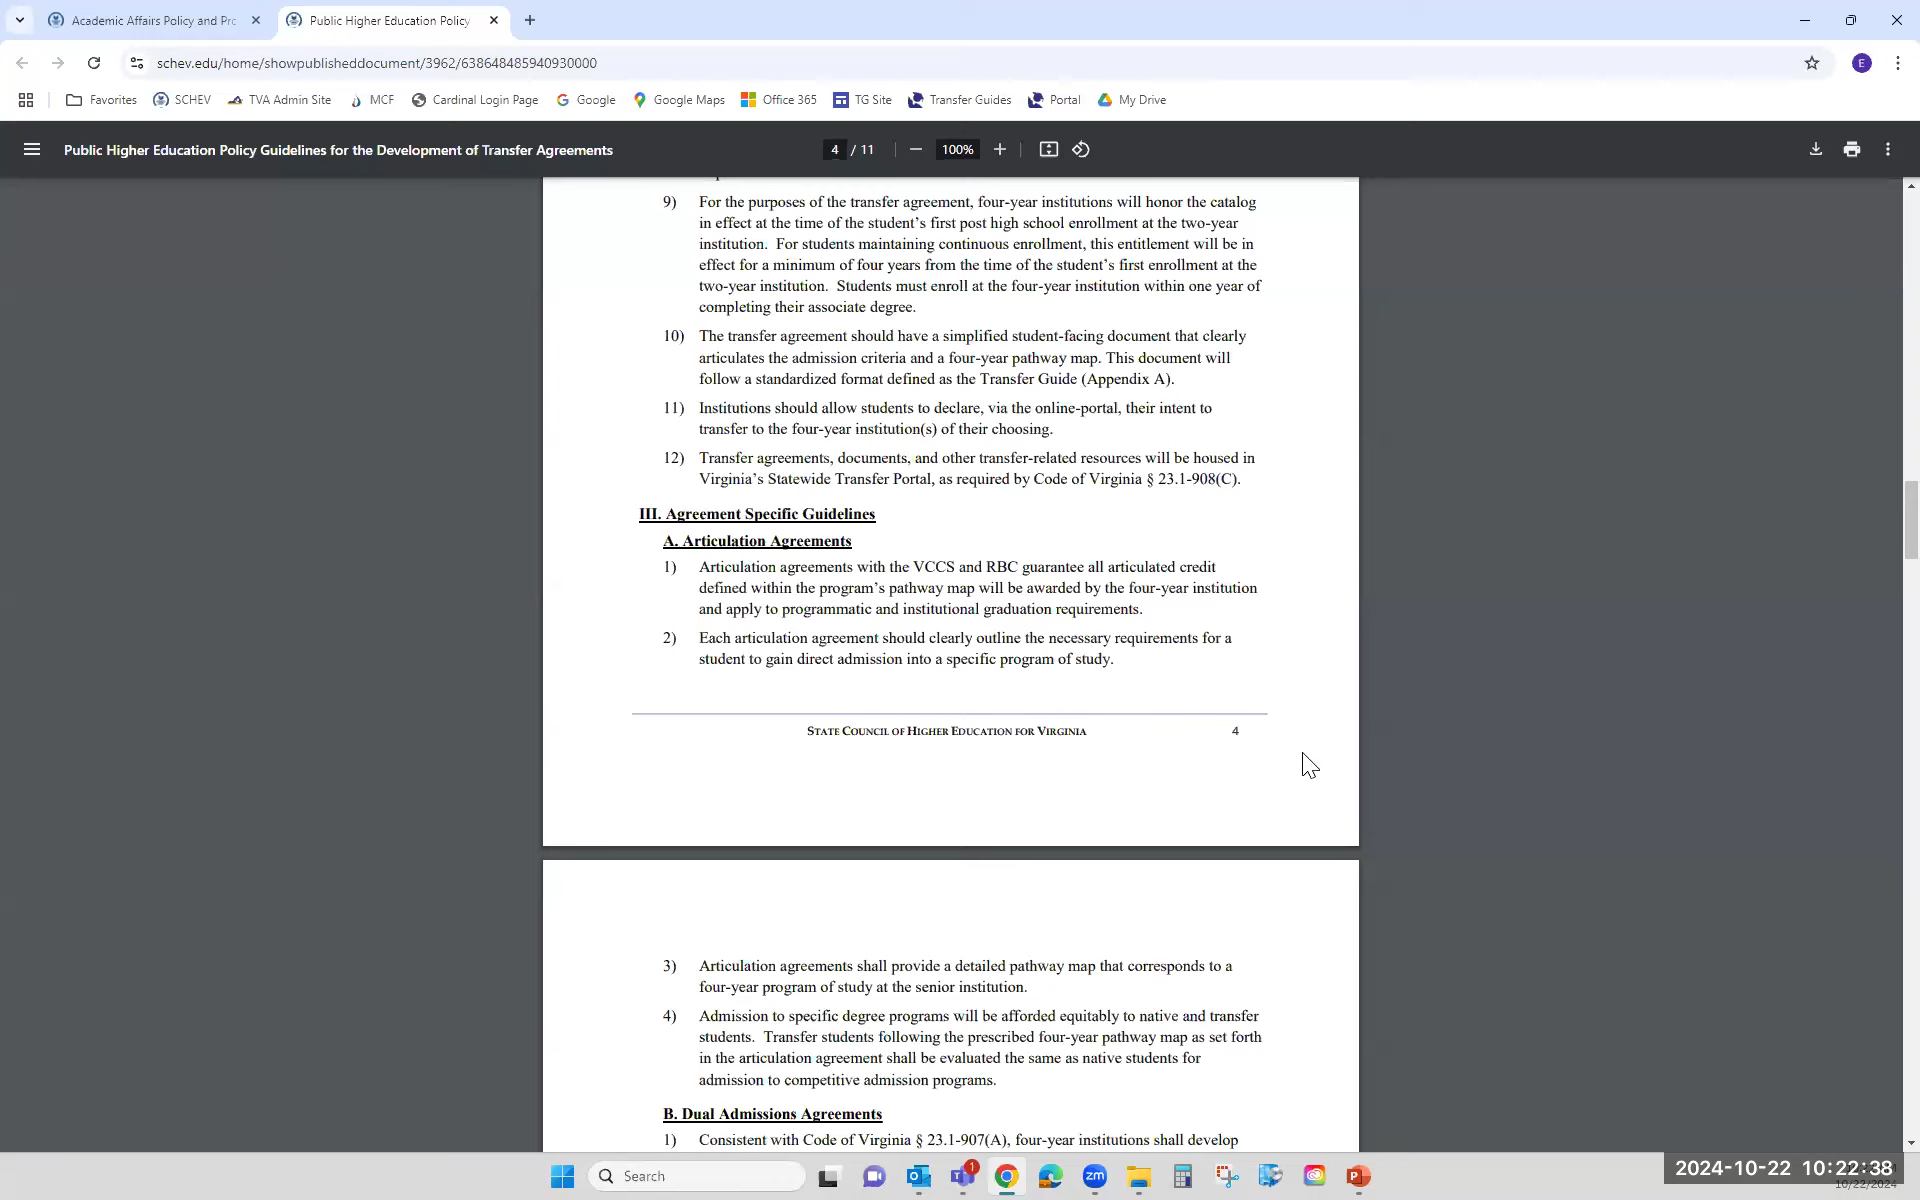 Academic Affairs Policy and Pro
Public Higher Education Policy
schev.edu/home/showpublisheddocument/3962/638648485940930000
E
Favorites
SCHEV
TVA Admin Site
MCF
Cardinal Login Page
Google
Google Maps
Office 365
TG Site
Transfer Guides
Portal
My Drive
Public Higher Education Policy Guidelines for the Development of Transfer Agreements
4 / 11
100%
9) For the purposes of the transfer agreement, four-year institutions will honor the catalog
in effect at the time of the student’s first post high school enrollment at the two-year
institution.  For students maintaining continuous enrollment, this entitlement will be in
effect for a minimum of four years from the time of the student’s first enrollment at the
two-year institution.  Students must enroll at the four-year institution within one year of
completing their associate degree.
10) The transfer agreement should have a simplified student-facing document that clearly
articulates the admission criteria and a four-year pathway map. This document will
follow a standardized format defined as the Transfer Guide (Appendix A).
11) Institutions should allow students to declare, via the online-portal, their intent to
transfer to the four-year institution(s) of their choosing.
12) Transfer agreements, documents, and other transfer-related resources will be housed in
Virginia’s Statewide Transfer Portal, as required by Code of Virginia § 23.1-908(C).
III. Agreement Specific Guidelines
A. Articulation Agreements
1) Articulation agreements with the VCCS and RBC guarantee all articulated credit
defined within the program’s pathway map will be awarded by the four-year institution
and apply to programmatic and institutional graduation requirements.
2) Each articulation agreement should clearly outline the necessary requirements for a
student to gain direct admission into a specific program of study.
STATE COUNCIL OF HIGHER EDUCATION FOR VIRGINIA 4
3) Articulation agreements shall provide a detailed pathway map that corresponds to a
four-year program of study at the senior institution.
4) Admission to specific degree programs will be afforded equitably to native and transfer
students.  Transfer students following the prescribed four-year pathway map as set forth
in the articulation agreement shall be evaluated the same as native students for
admission to competitive admission programs.
B. Dual Admissions Agreements
1) Consistent with Code of Virginia § 23.1-907(A), four-year institutions shall develop
Search
1
zm
2024-10-22 10:22:38
10/22/2024